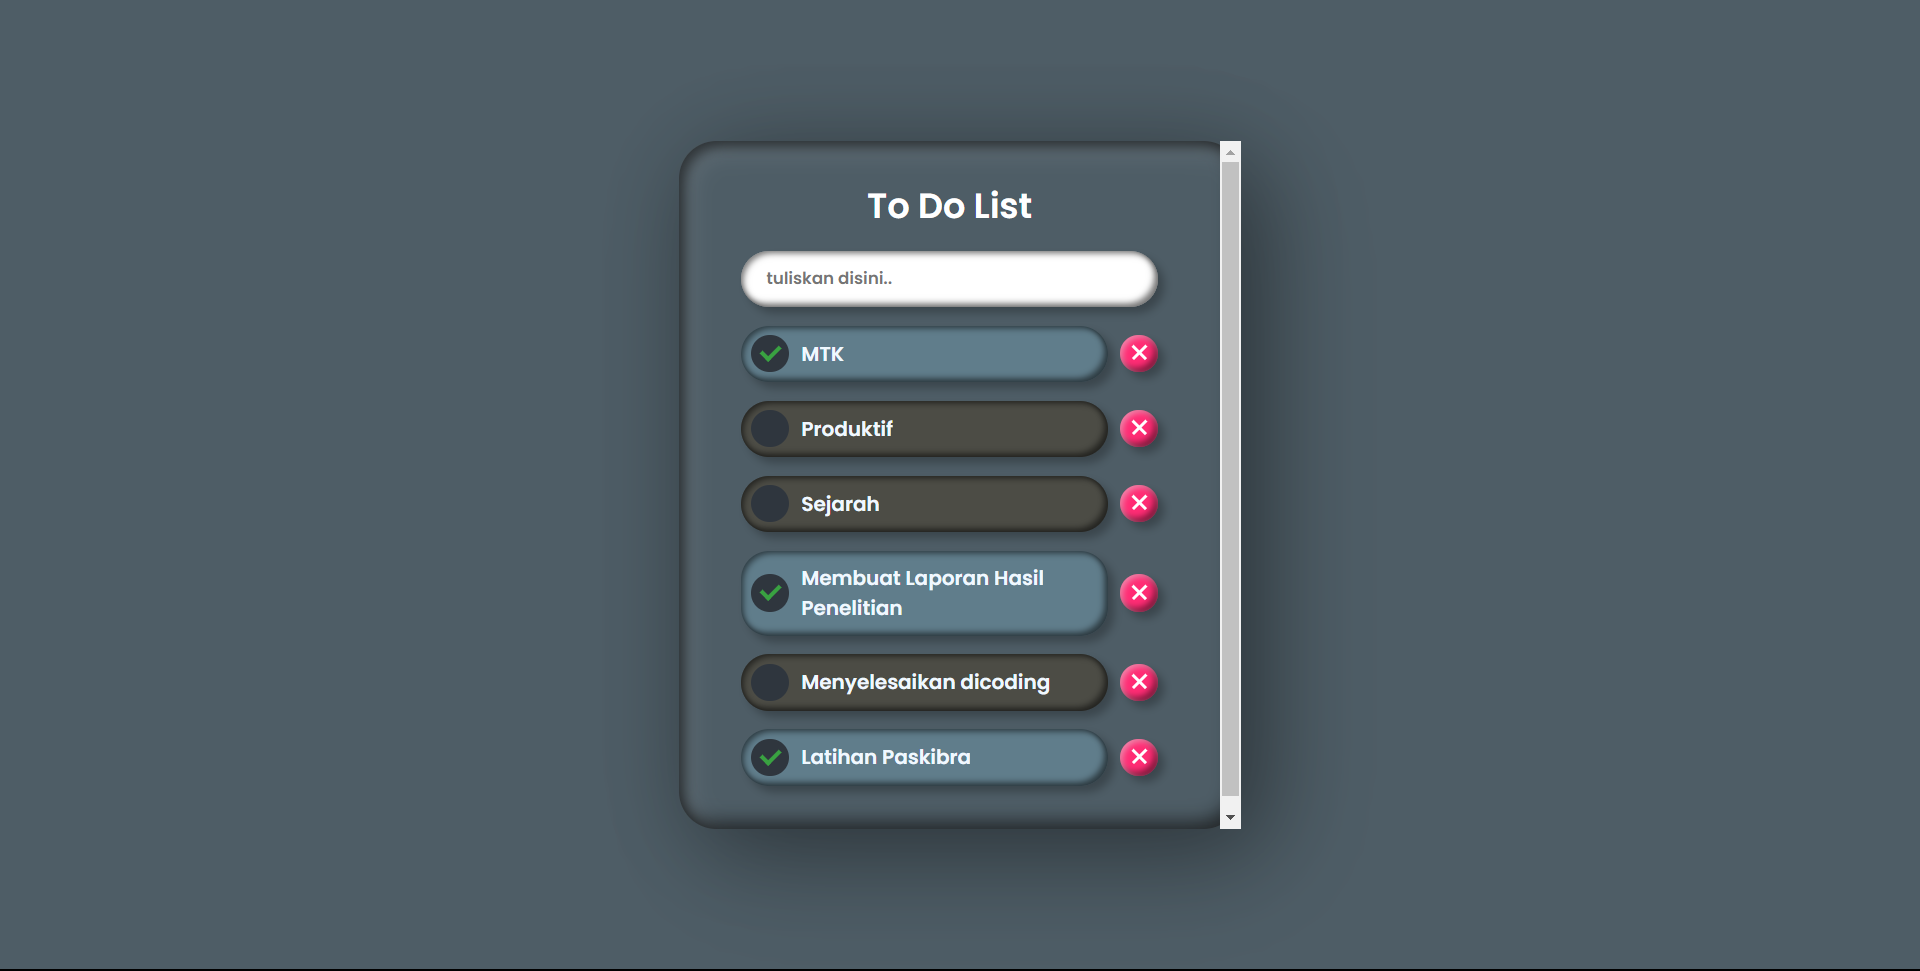 To Do List
tuliskan disini..
MTK
Produktif
Sejarah
Membuat Laporan Hasil
Penelitian
Menyelesaikan dicoding
Latihan Paskibra